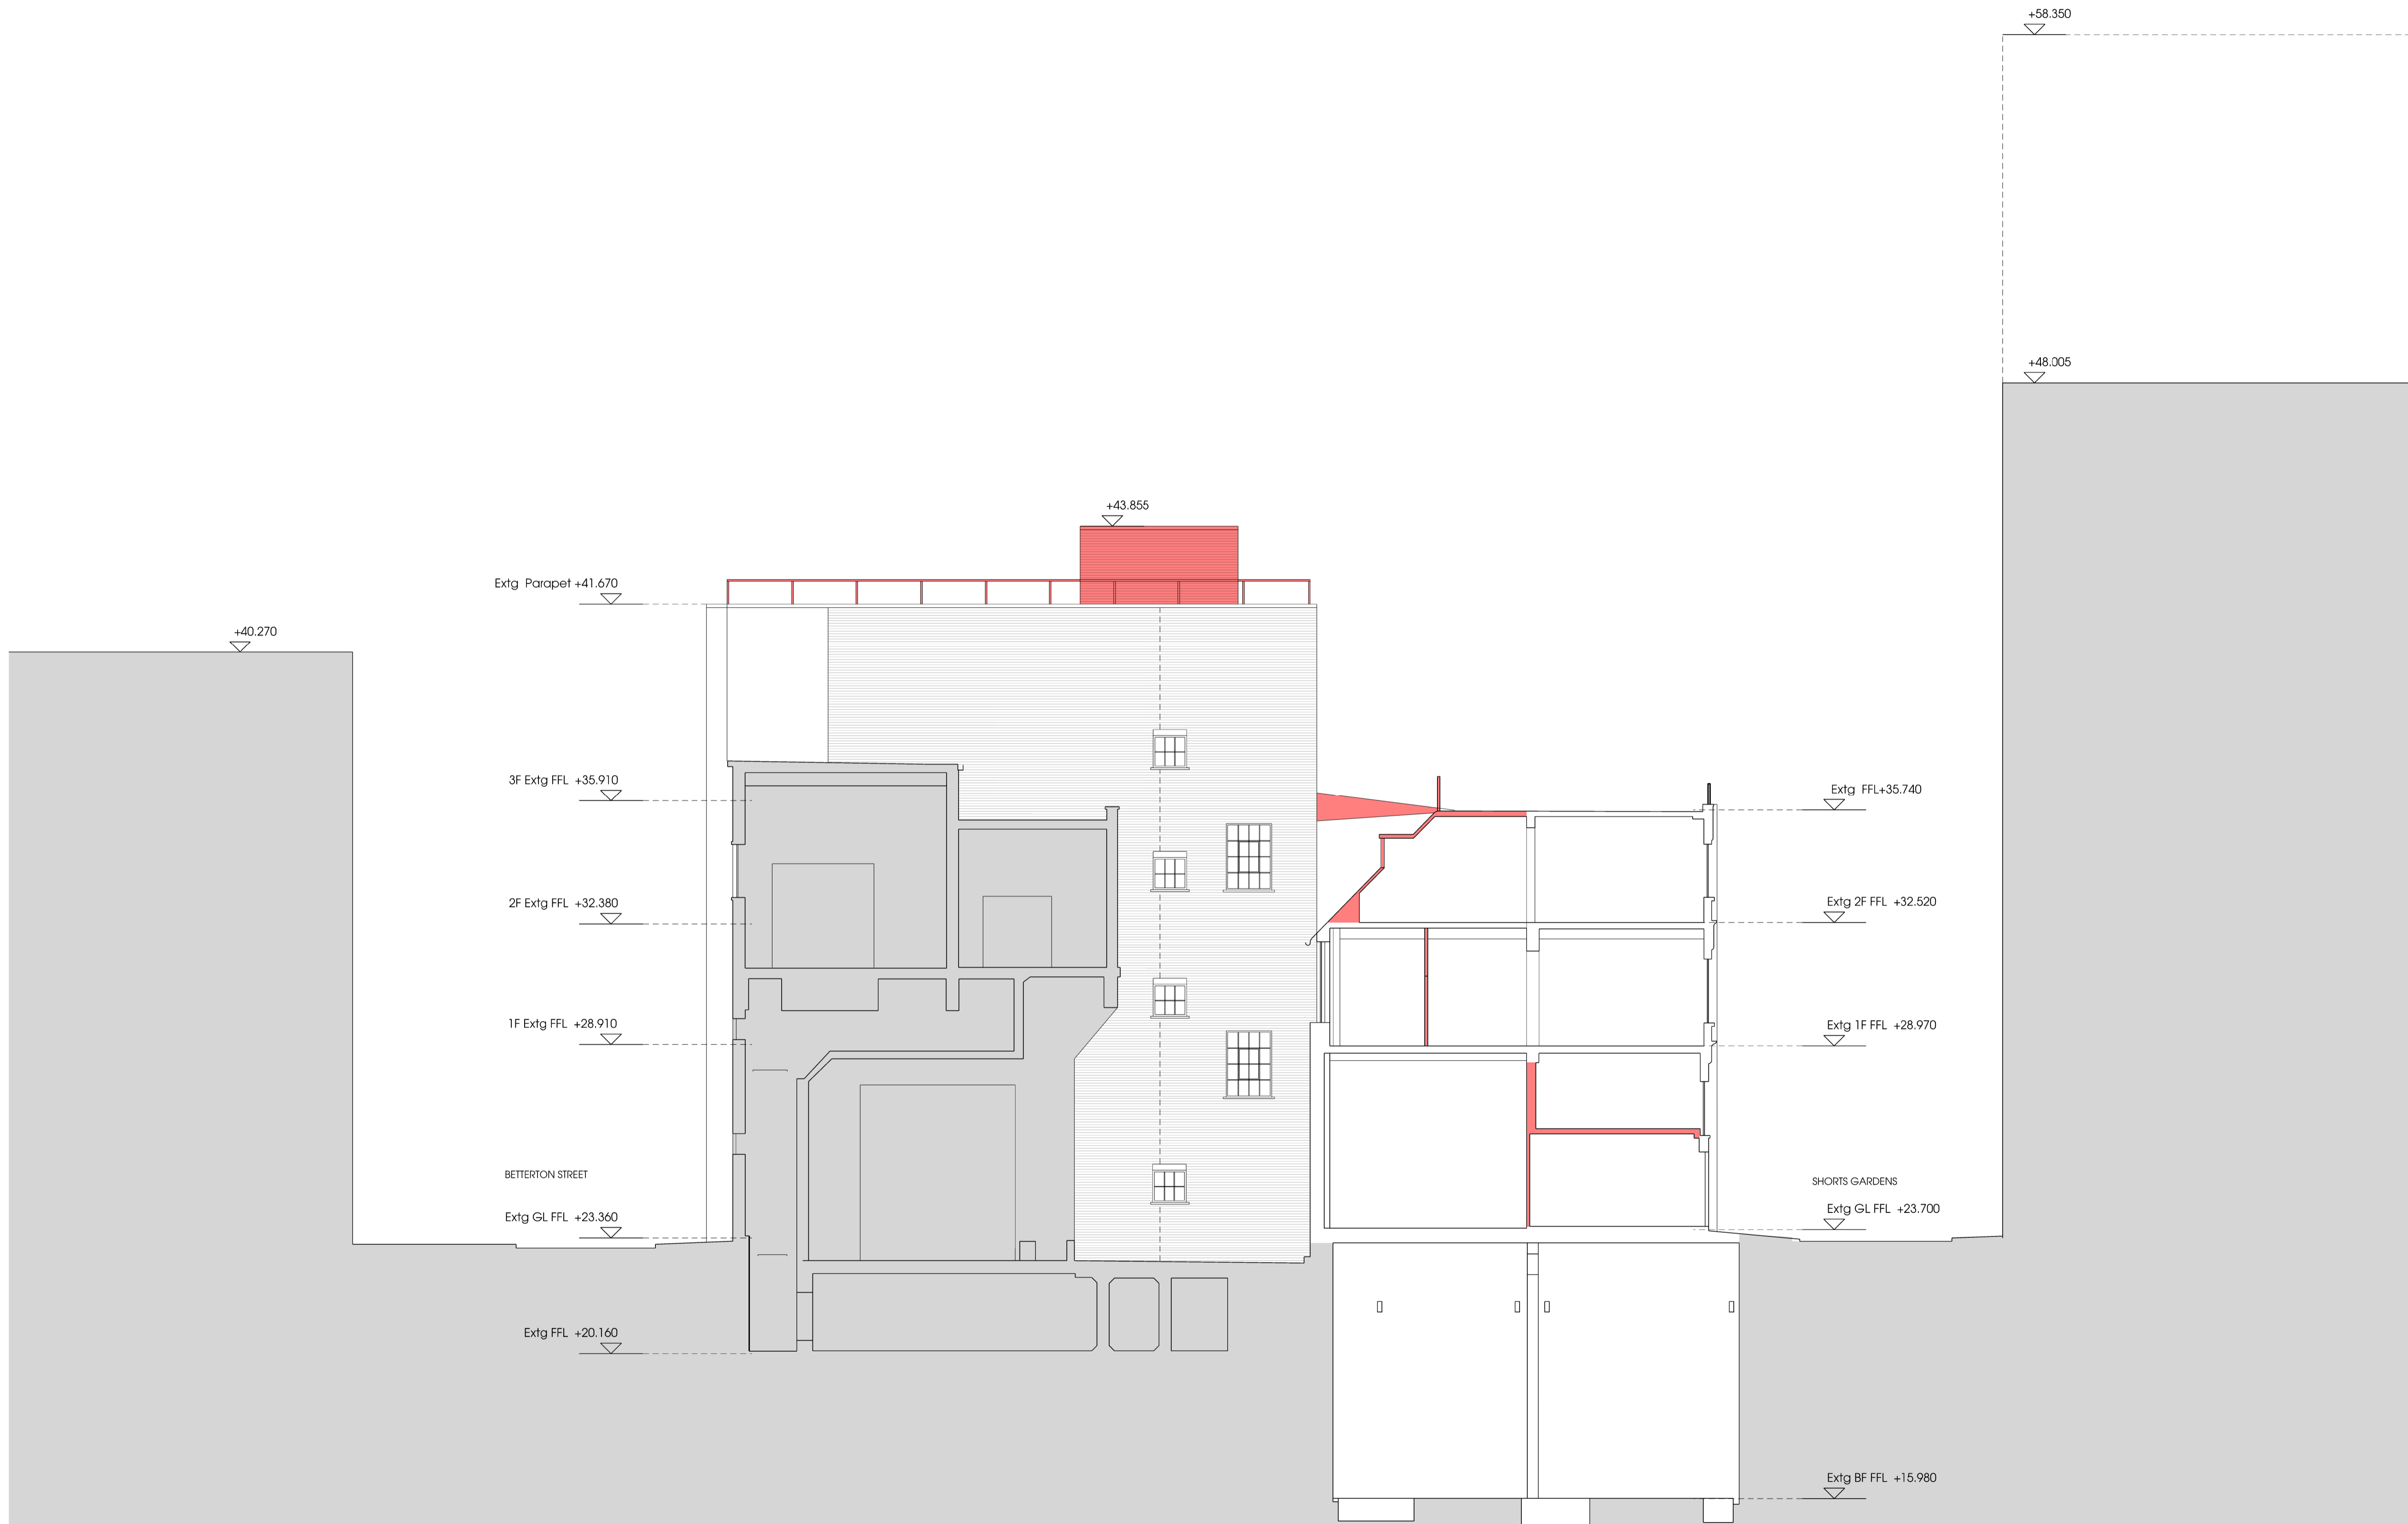 +58.350
+48.005
+43.855
Extg  Parapet +41.670
+40.270
3F Extg FFL  +35.910
Extg  FFL+35.740
2F Extg FFL  +32.380
Extg 2F FFL  +32.520
1F Extg FFL  +28.910
Extg 1F FFL  +28.970
BETTERTON STREET
SHORTS GARDENS
Extg GL FFL  +23.360
Extg GL FFL  +23.700
Extg FFL  +20.160
Extg BF FFL  +15.980